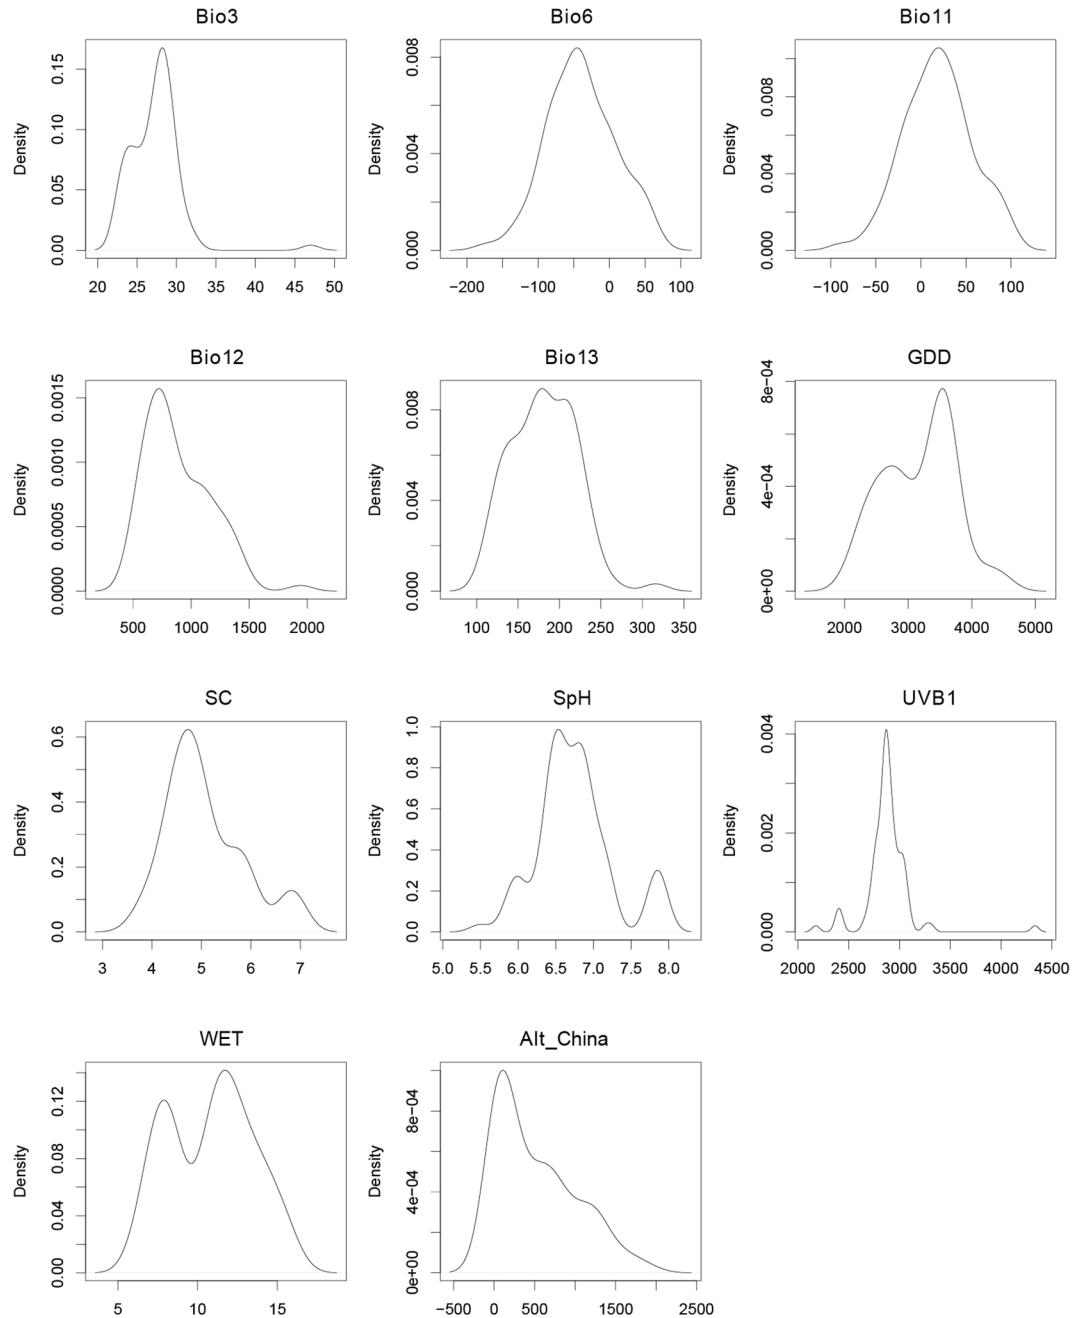 Bio3 Bio6 Bio11
Density 0.00 0.05 0.10 0.15
20 25 30 35 40 45 50
Density 0.000 0.004 0.008
−200 −100 0 100
Density 0.000 0.004 0.008
−100 −50 0 50 100
Bio12 Bio13 GDD
Density 0.0000 0.0005 0.0010 0.0015
500 1000 1500 2000
Density 0.000 0.004 0.008
100 150 200 250 300 350
Density 0e+00 4e−04 8e−04
2000 3000 4000 5000
SC SpH UVB1
Density 0.0 0.2 0.4 0.6
3 4 5 6 7
Density 0.0 0.2 0.4 0.6 0.8 1.0
5.0 5.5 6.0 6.5 7.0 7.5 8.0
Density 0.000 0.002 0.004
2000 2500 3000 3500 4000 4500
WET Alt_China
Density 0.00 0.04 0.08 0.12
5 10 15
Density 0e+00 4e−04 8e−04
−500 0 500 1500 2500